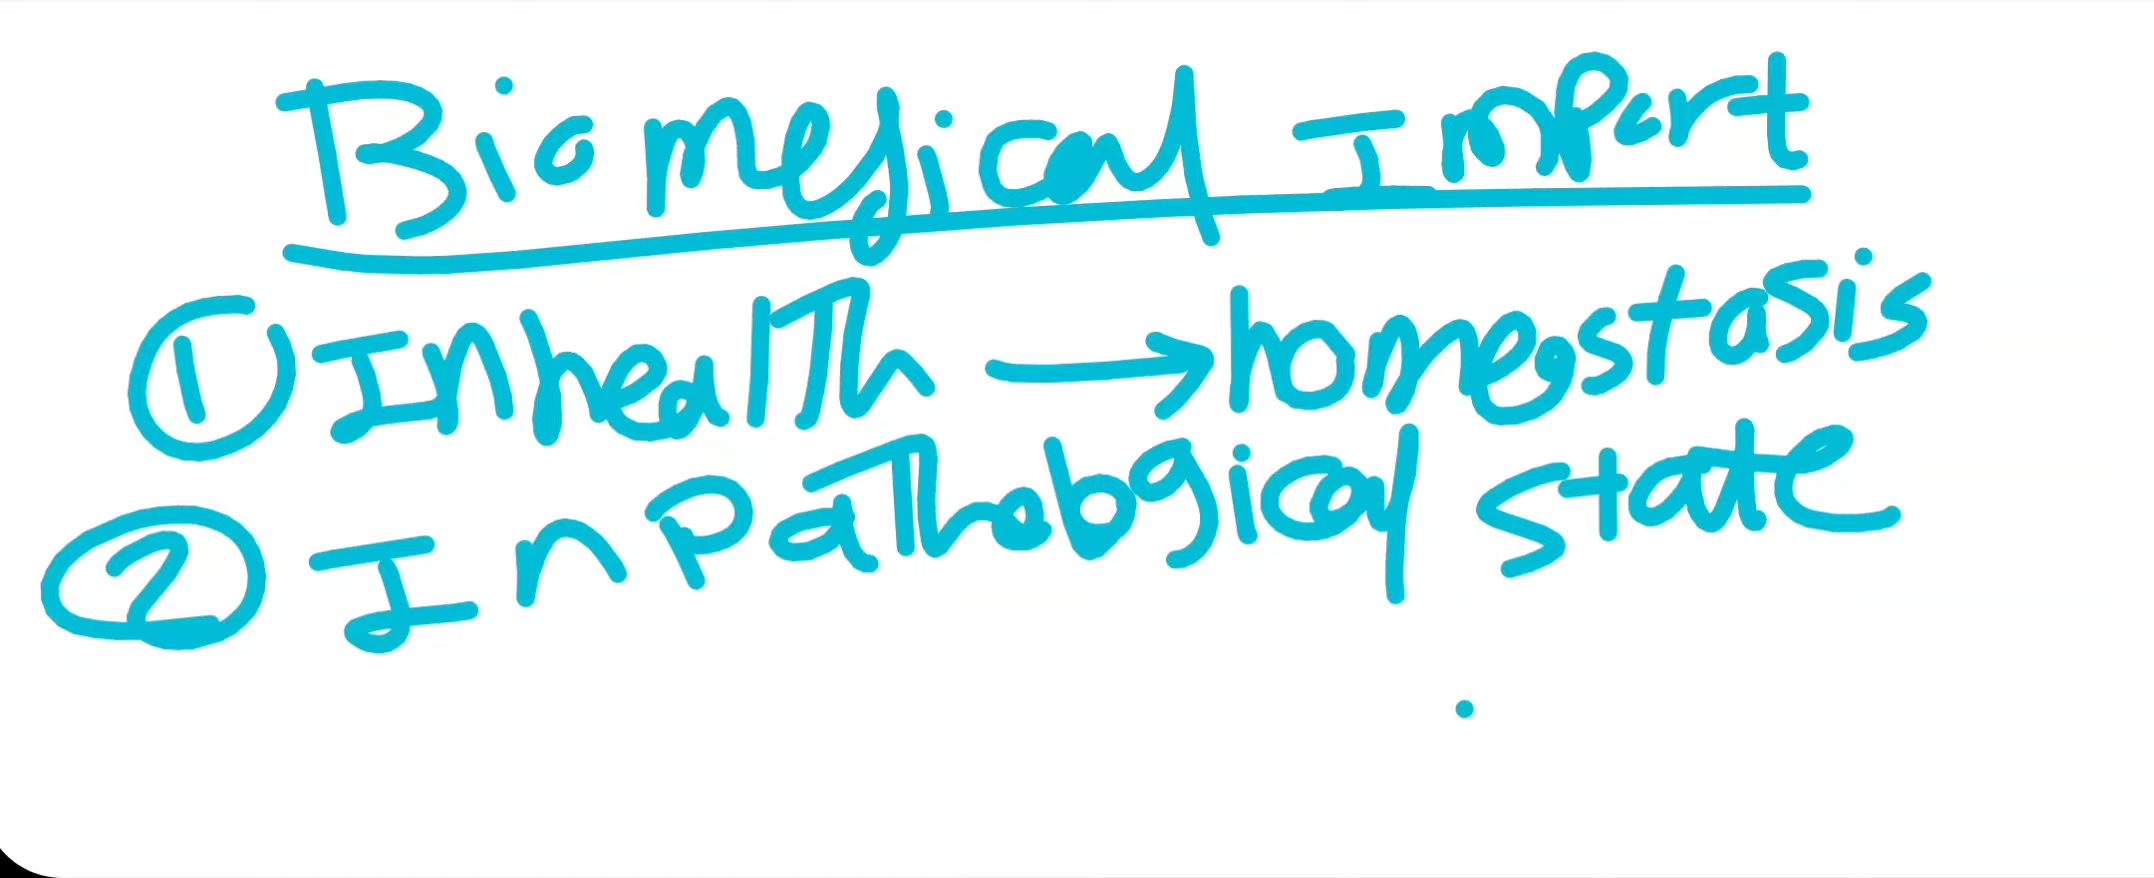 Biomedical Import
① In health → homeostasis
② In pathological state